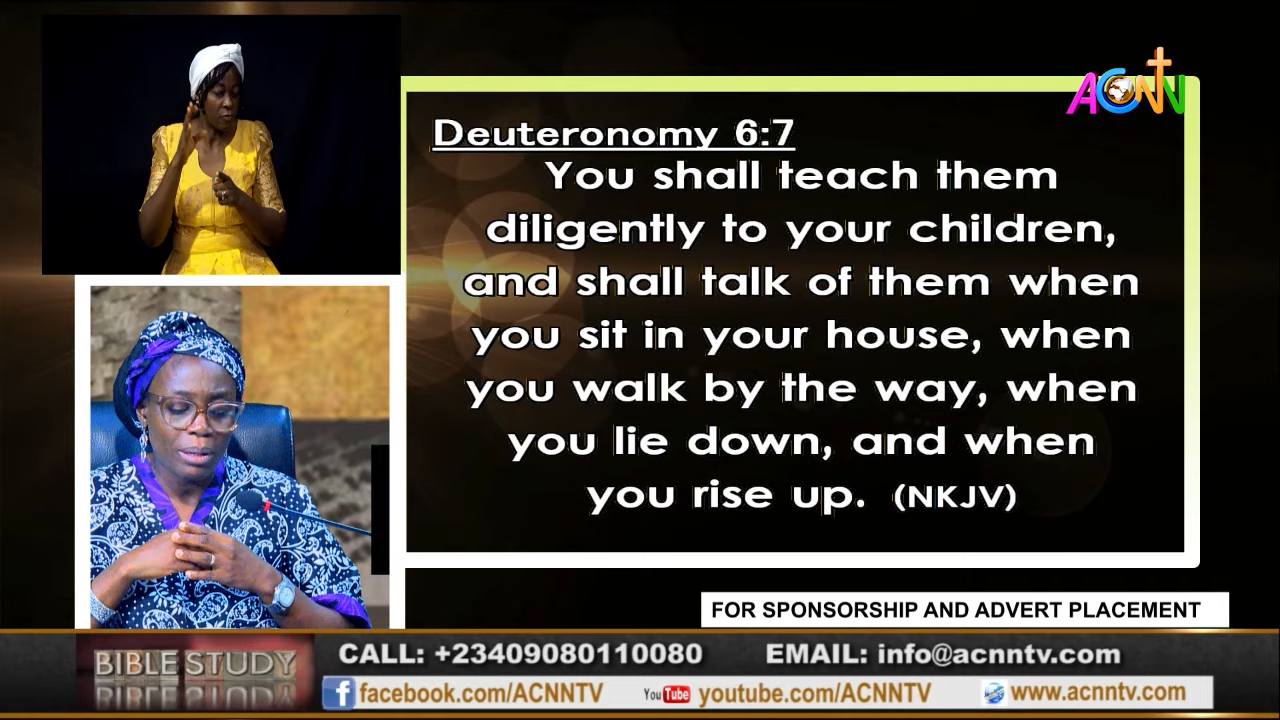 ACNN
Deuteronomy 6:7
You shall teach them
diligently to your children,
and shall talk of them when
you sit in your house, when
you walk by the way, when
you lie down, and when
you rise up. (NKJV)
FOR SPONSORSHIP AND ADVERT PLACEMENT
BIBLE STUDY
CALL: +23409080110080 EMAIL: info@acnntv.com
facebook.com/ACNNTV YouTube youtube.com/ACNNTV www.acnntv.com